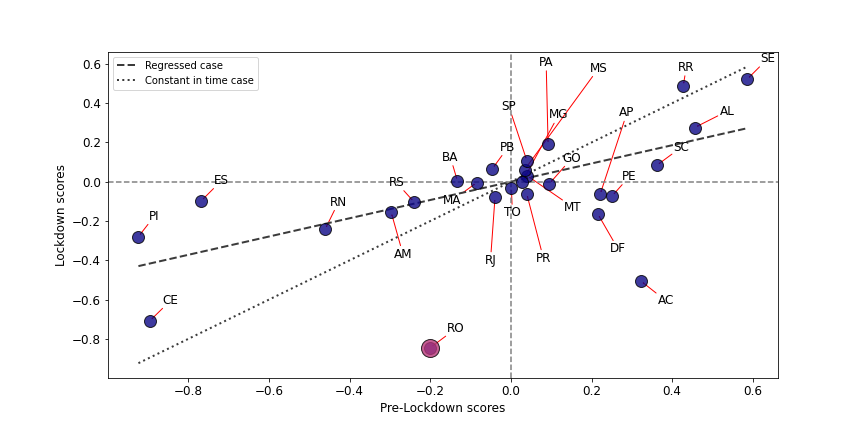 Regressed case
Constant in time case
PA
MS
RR
SE
SP
MG
AP
AL
BA
PB
GO
SC
ES
RS
PE
PI
RN
MA
TO
MT
AM
RJ
PR
DF
CE
AC
RO
0.6
0.4
0.2
0.0
−0.2
−0.4
−0.6
−0.8
Lockdown scores
−0.8
−0.6
−0.4
−0.2
0.0
0.2
0.4
0.6
Pre-Lockdown scores